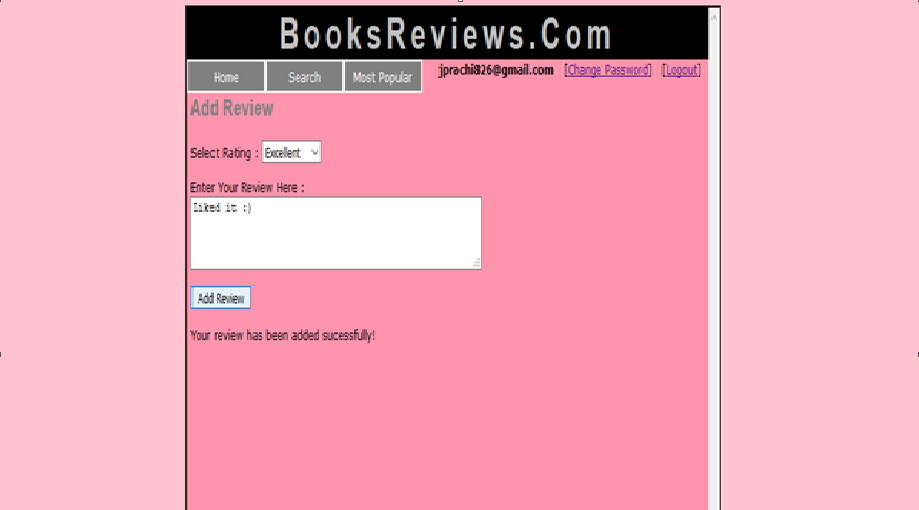 BooksReviews.Com
Home Search Most Popular jjprachi826@gmail.com [Change Password] [Logout]
Add Review
Select Rating : Excellent
Enter Your Review Here :
Liked it :)
Add Review
Your review has been added sucessfully!